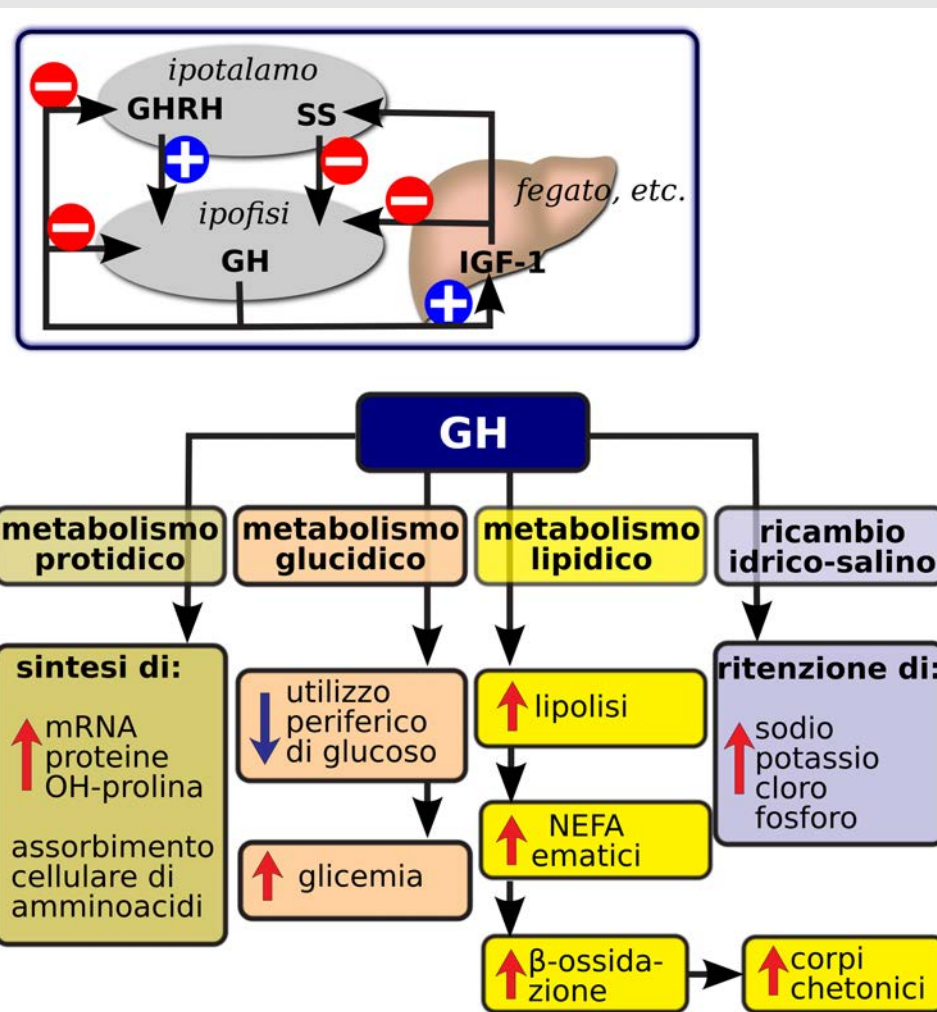 ipotalamo
GHRH
SS
fegato, etc.
ipofisi
GH
IGF-1
GH
metabolismo
protidico
metabolismo
glucidico
metabolismo
lipidico
ricambio
idrico-salino
sintesi di:
mRNA
proteine
OH-prolina
assorbimento
cellulare di
amminoacidi
utilizzo
periferico
di glucoso
glicemia
lipolisi
NEFA
ematici
β-ossida-
zione
corpi
chetonici
ritenzione di:
sodio
potassio
cloro
fosforo